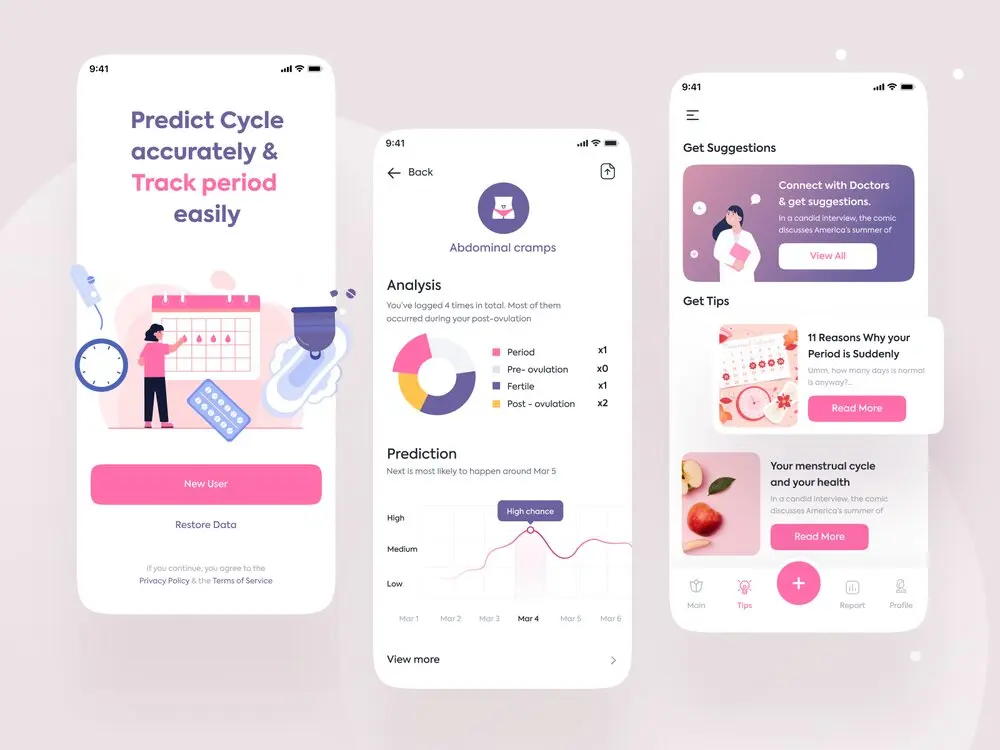 9:41
Predict Cycle
accurately &
Track period
easily
New User
Restore Data
If you continue, you agree to the
Privacy Policy & the Terms of Service
9:41
Back
Abdominal cramps
Analysis
You've logged 4 times in total. Most of them
occurred during your post-ovulation
Period x1
Pre- ovulation x0
Fertile x1
Post - ovulation x2
Prediction
Next is most likely to happen around Mar 5
High chance
High
Medium
Low
Mar 1 Mar 2 Mar 3 Mar 4 Mar 5 Mar 6
View more
9:41
Get Suggestions
Connect with Doctors
& get suggestions.
In a candid interview, the comic
discusses America's summer of
View All
Get Tips
11 Reasons Why your
Period is Suddenly
Umm, how many days is normal
is anyway?...
Read More
Your menstrual cycle
and your health
In a candid interview, the comic
discusses America's summer of
Read More
Main Tips Report Profile